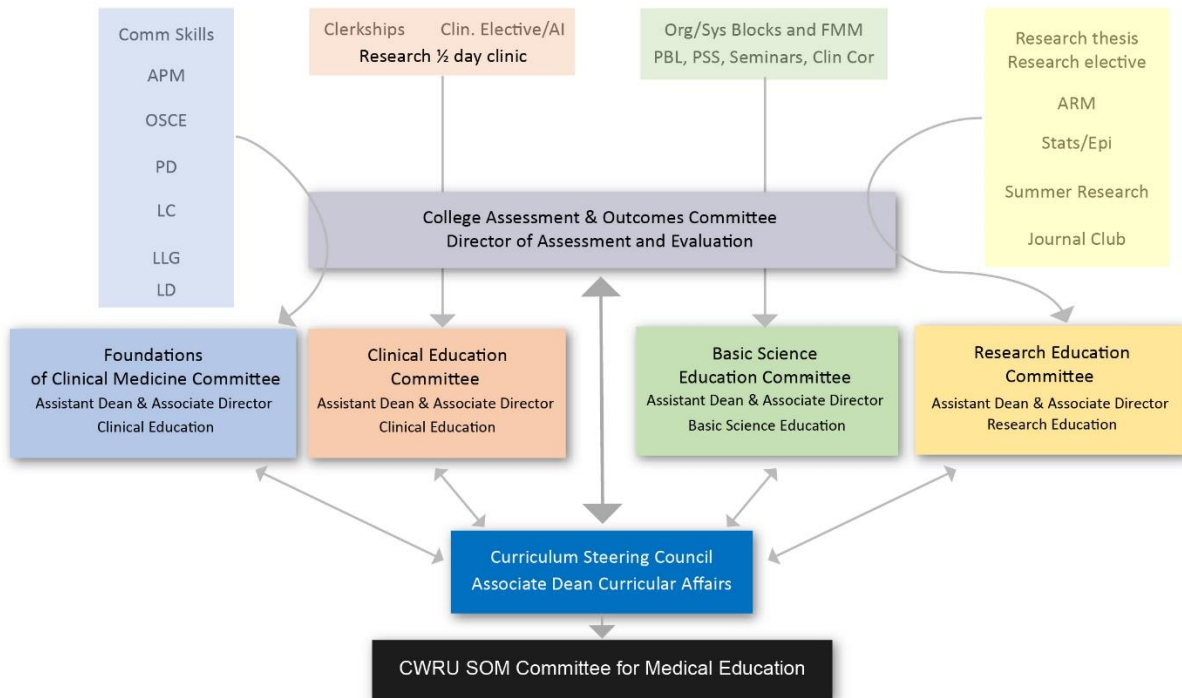 Comm Skills
APM
OSCE
PD
LC
LLG
LD
Clerkships Clin. Elective/AI
Research ½ day clinic
Org/Sys Blocks and FMM
PBL, PSS, Seminars, Clin Cor
Research thesis
Research elective
ARM
Stats/Epi
Summer Research
Journal Club
College Assessment & Outcomes Committee
Director of Assessment and Evaluation
Foundations
of Clinical Medicine Committee
Assistant Dean & Associate Director
Clinical Education
Clinical Education
Committee
Assistant Dean & Associate Director
Clinical Education
Basic Science
Education Committee
Assistant Dean & Associate Director
Basic Science Education
Research Education
Committee
Assistant Dean & Associate Director
Research Education
Curriculum Steering Council
Associate Dean Curricular Affairs
CWRU SOM Committee for Medical Education